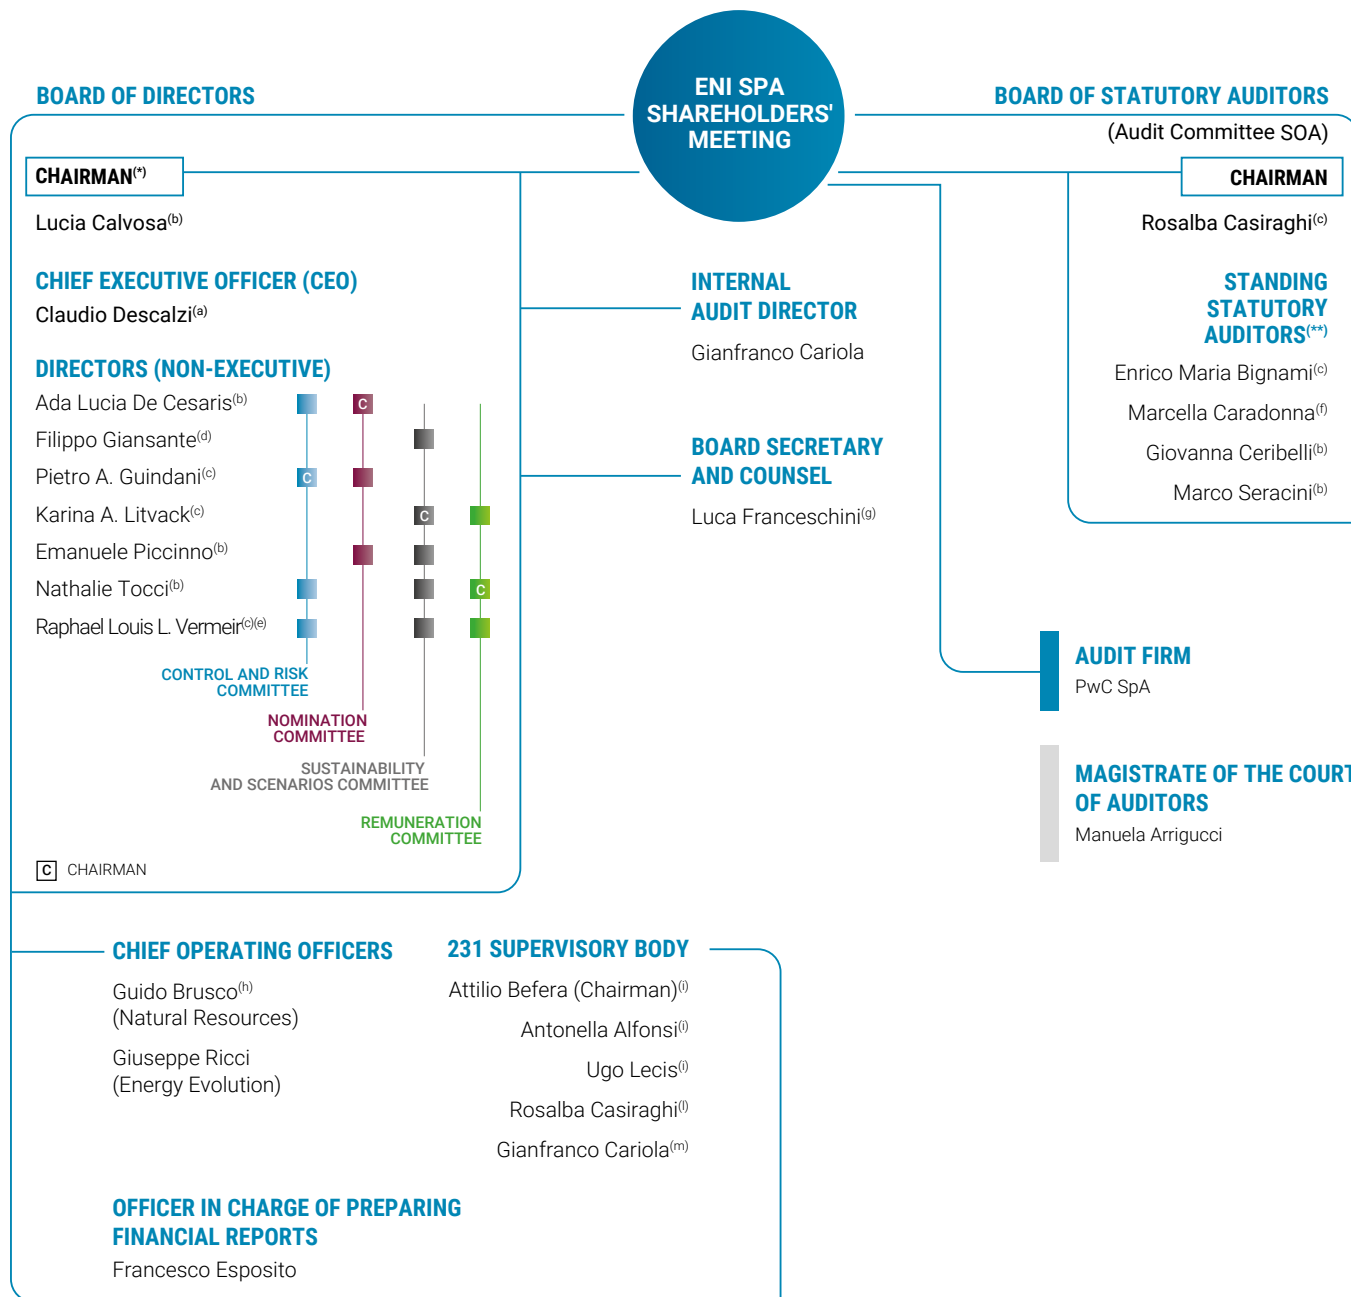 ENI SPA
SHAREHOLDERS'
MEETING
BOARD OF DIRECTORS
CHAIRMAN(*)
Lucia Calvosa(b)
CHIEF EXECUTIVE OFFICER (CEO)
Claudio Descalzi(a)
DIRECTORS (NON-EXECUTIVE)
Ada Lucia De Cesaris(b) C
Filippo Giansante(d)
Pietro A. Guindani(c) C
Karina A. Litvack(c) C
Emanuele Piccinno(b)
Nathalie Tocci(b) C
Raphael Louis L. Vermeir(c)(e)
CONTROL AND RISK
COMMITTEE
NOMINATION
COMMITTEE
SUSTAINABILITY
AND SCENARIOS COMMITTEE
REMUNERATION
COMMITTEE
C CHAIRMAN
INTERNAL
AUDIT DIRECTOR
Gianfranco Cariola
BOARD SECRETARY
AND COUNSEL
Luca Franceschini(g)
BOARD OF STATUTORY AUDITORS
(Audit Committee SOA)
CHAIRMAN
Rosalba Casiraghi(c)
STANDING
STATUTORY
AUDITORS(**)
Enrico Maria Bignami(c)
Marcella Caradonna(f)
Giovanna Ceribelli(b)
Marco Seracini(b)
AUDIT FIRM
PwC SpA
MAGISTRATE OF THE COURT
OF AUDITORS
Manuela Arrigucci
CHIEF OPERATING OFFICERS
Guido Brusco(h)
(Natural Resources)
Giuseppe Ricci
(Energy Evolution)
231 SUPERVISORY BODY
Attilio Befera (Chairman)(i)
Antonella Alfonsi(i)
Ugo Lecis(i)
Rosalba Casiraghi(l)
Gianfranco Cariola(m)
OFFICER IN CHARGE OF PREPARING
FINANCIAL REPORTS
Francesco Esposito